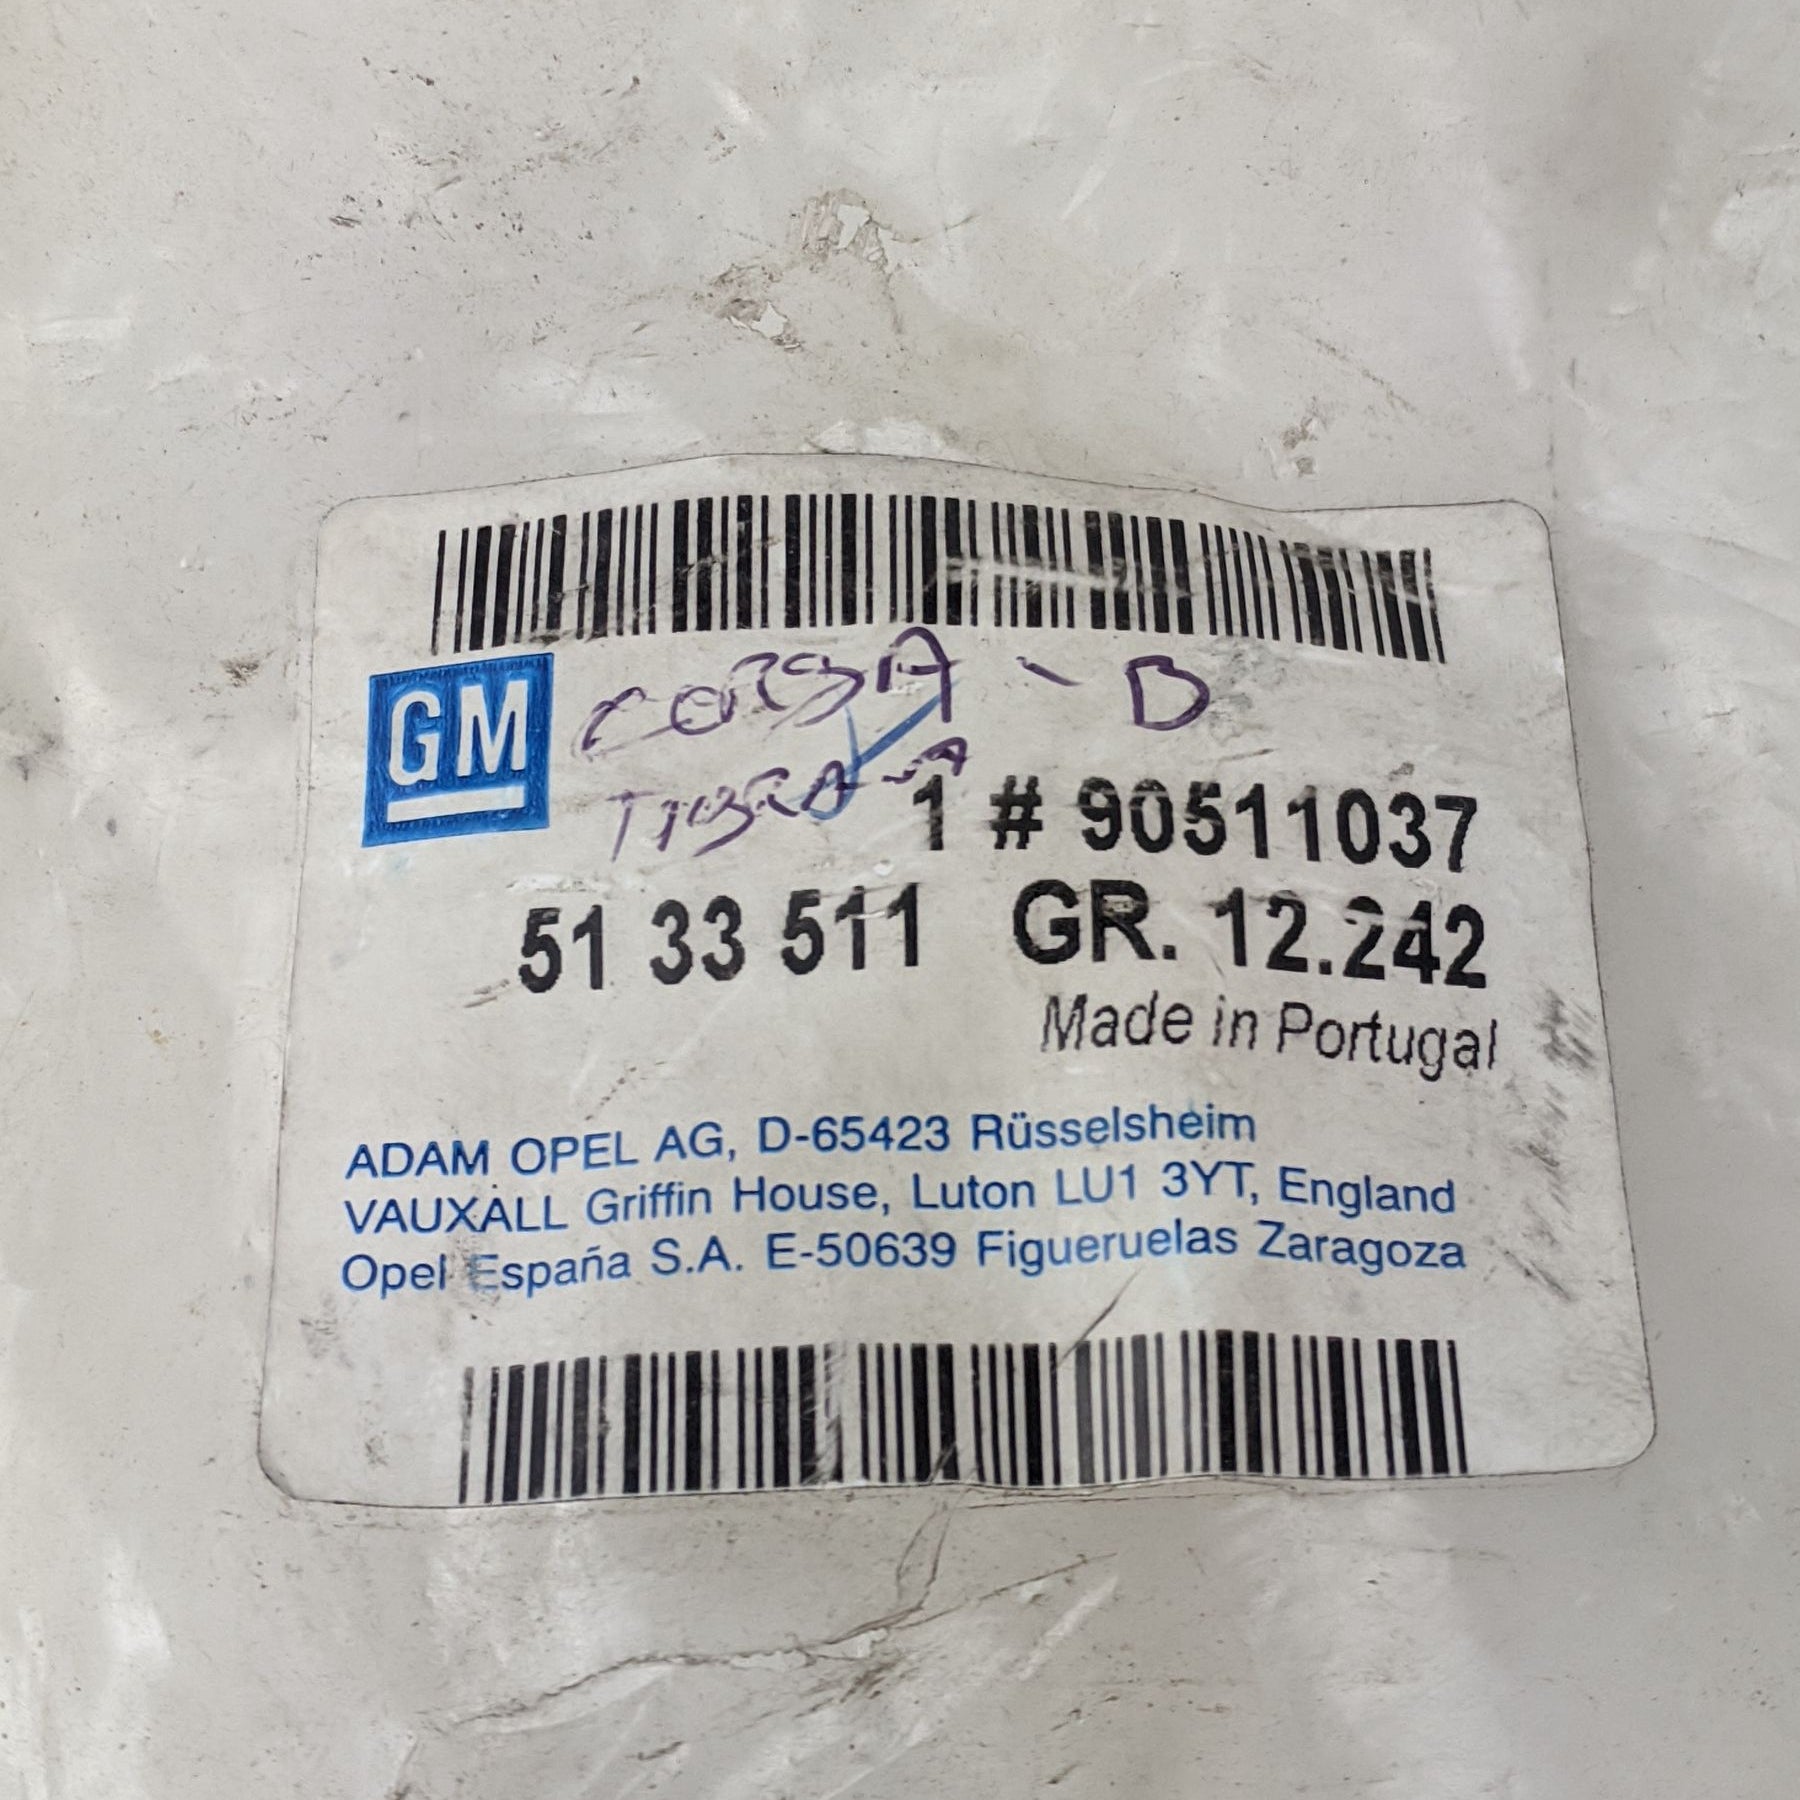 GM
CORSA - B
TIGRA - A
1 # 90511037
51 33 511 GR. 12.242
Made in Portugal
ADAM OPEL AG, D-65423 Rüsselsheim
VAUXALL Griffin House, Luton LU1 3YT, England
Opel España S.A. E-50639 Figueruelas Zaragoza